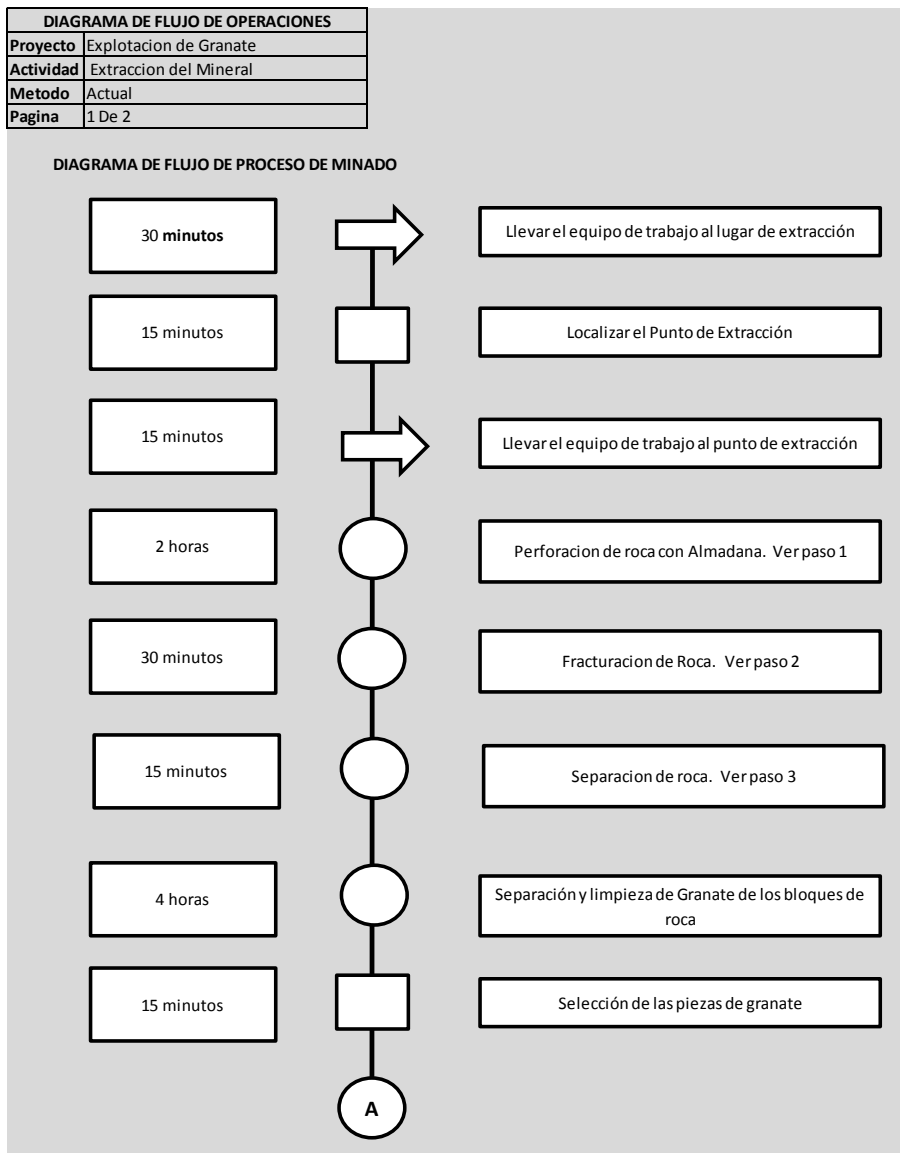 DIAGRAMA DE FLUJO DE OPERACIONES
Proyecto Explotacion de Granate
Actividad Extraccion del Mineral
Metodo Actual
Pagina 1 De 2
DIAGRAMA DE FLUJO DE PROCESO DE MINADO
30 minutos
Llevar el equipo de trabajo al lugar de extracción
15 minutos
Localizar el Punto de Extracción
15 minutos
Llevar el equipo de trabajo al punto de extracción
2 horas
Perforacion de roca con Almadana. Ver paso 1
30 minutos
Fracturacion de Roca. Ver paso 2
15 minutos
Separacion de roca. Ver paso 3
4 horas
Separación y limpieza de Granate de los bloques de
roca
15 minutos
Selección de las piezas de granate
A